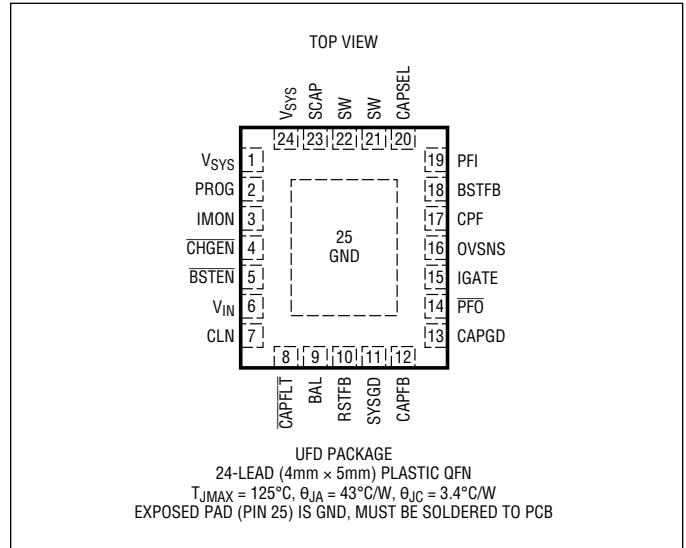 TOP VIEW
VSYS SCAP SW SW CAPSEL
24 23 22 21 20
VSYS 1
PROG 2
IMON 3
CHGEN 4
BSTEN 5
VIN 6
CLN 7
25
GND
19 PFI
18 BSTFB
17 CPF
16 OVSNS
15 IGATE
14 PFO
13 CAPGD
8 9 10 11 12
CAPFLT BAL RSTFB SYSGD CAPFB
UFD PACKAGE
24-LEAD (4mm × 5mm) PLASTIC QFN
TJMAX = 125°C, θJA = 43°C/W, θJC = 3.4°C/W
EXPOSED PAD (PIN 25) IS GND, MUST BE SOLDERED TO PCB